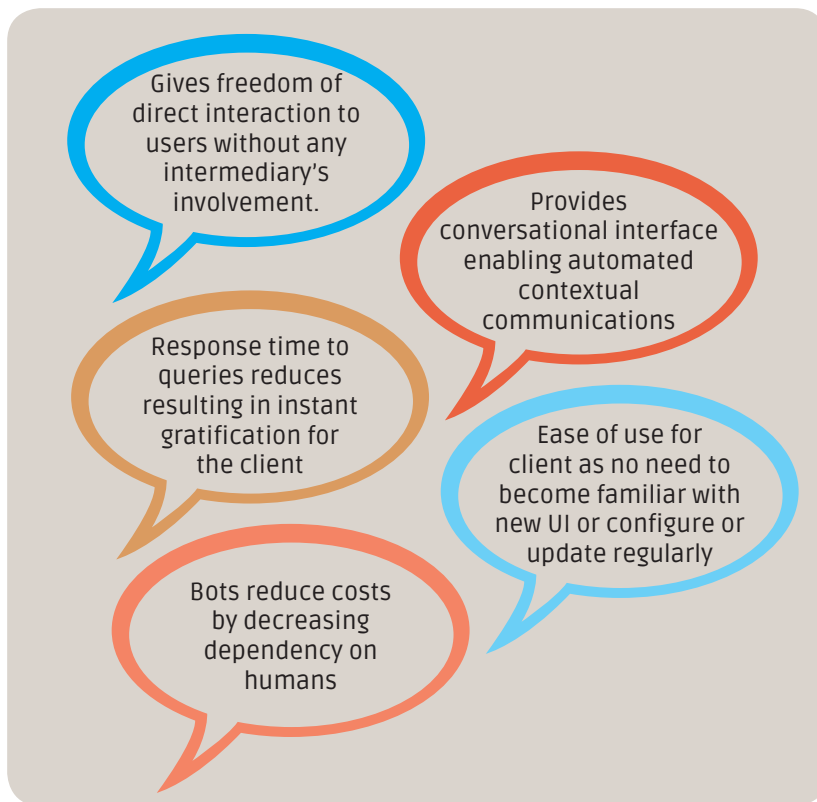 Gives freedom of
direct interaction to
users without any
intermediary's
involvement.
Provides
conversational interface
enabling automated
contextual
communications
Response time to
queries reduces
resulting in instant
gratification for
the client
Ease of use for
client as no need to
become familiar with
new UI or configure or
update regularly
Bots reduce costs
by decreasing
dependency on
humans